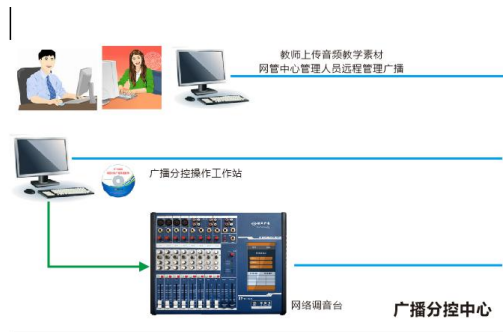 教师上传音频教学素材
网管中心管理人员远程管理广播
广播分控操作工作站
网络调音台
广播分控中心